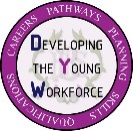 CAREERS PATHWAYS PLANNING SKILLS QUALIFICATIONS
DEVELOPING
THE YOUNG
WORKFORCE